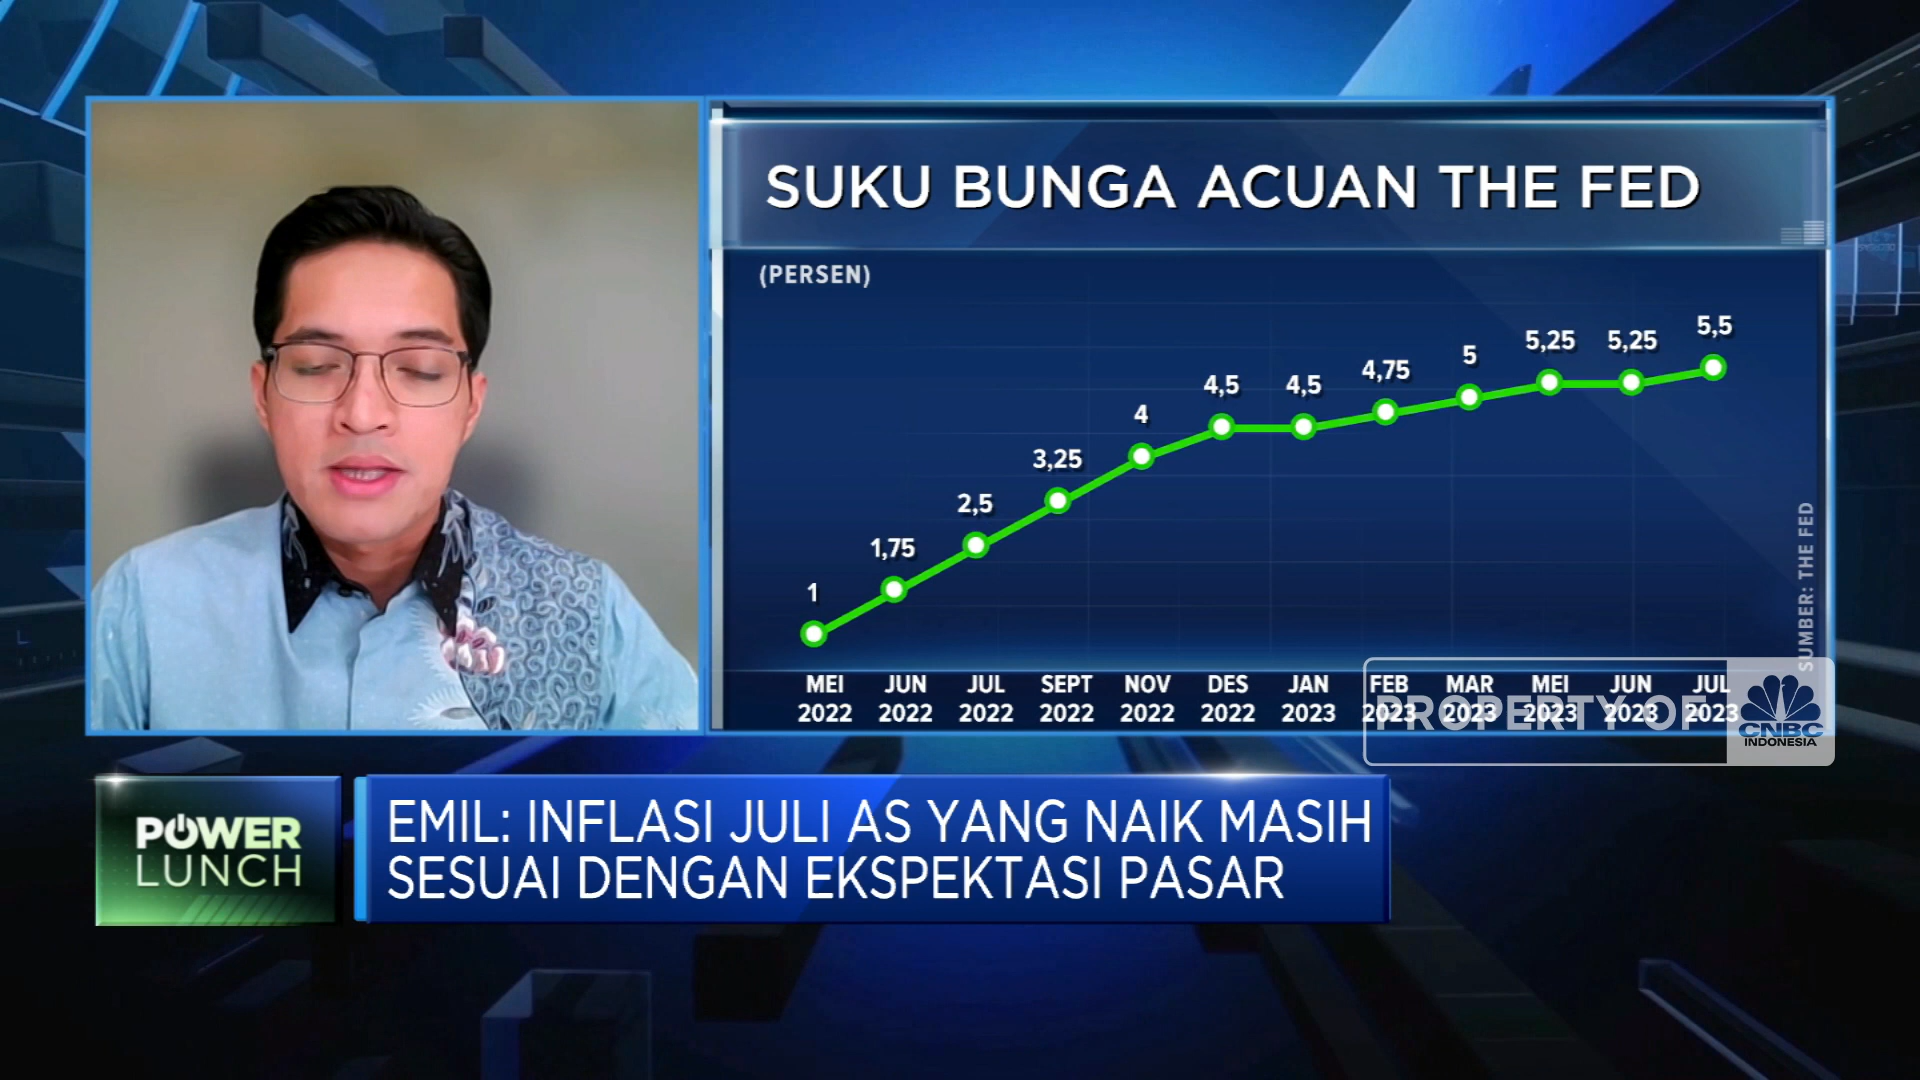 SUKU BUNGA ACUAN THE FED
(PERSEN)
1
1,75
2,5
3,25
4
4,5
4,5
4,75
5
5,25
5,25
5,5
MEI 2022
JUN 2022
JUL 2022
SEPT 2022
NOV 2022
DES 2022
JAN 2023
FEB 2023
MAR 2023
MEI 2023
JUN 2023
JUL 2023
SUMBER: THE FED
PROPERTY OF
CNBC
INDONESIA
POWER
LUNCH
EMIL: INFLASI JULI AS YANG NAIK MASIH
SESUAI DENGAN EKSPEKTASI PASAR